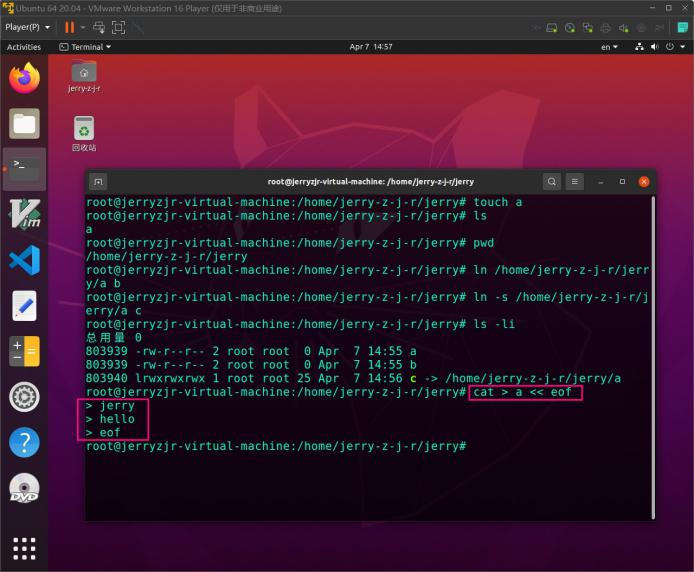 Ubuntu 64 20.04 - VMware Workstation 16 Player (仅用于非商业用途)
Player(P)
Activities
Terminal
Apr 7 14:57
en
jerry-z-j-r
回收站
root@jerryzjr-virtual-machine: /home/jerry-z-j-r/jerry
root@jerryzjr-virtual-machine:/home/jerry-z-j-r/jerry# touch a
root@jerryzjr-virtual-machine:/home/jerry-z-j-r/jerry# ls
a
root@jerryzjr-virtual-machine:/home/jerry-z-j-r/jerry# pwd
/home/jerry-z-j-r/jerry
root@jerryzjr-virtual-machine:/home/jerry-z-j-r/jerry# ln /home/jerry-z-j-r/jerr
y/a b
root@jerryzjr-virtual-machine:/home/jerry-z-j-r/jerry# ln -s /home/jerry-z-j-r/j
erry/a c
root@jerryzjr-virtual-machine:/home/jerry-z-j-r/jerry# ls -li
总用量 0
803939 -rw-r--r-- 2 root root  0 Apr  7 14:55 a
803939 -rw-r--r-- 2 root root  0 Apr  7 14:55 b
803940 lrwxrwxrwx 1 root root 25 Apr  7 14:56 c -> /home/jerry-z-j-r/jerry/a
root@jerryzjr-virtual-machine:/home/jerry-z-j-r/jerry# cat > a << eof
> jerry
> hello
> eof
root@jerryzjr-virtual-machine:/home/jerry-z-j-r/jerry#
>_
Vim
DVD